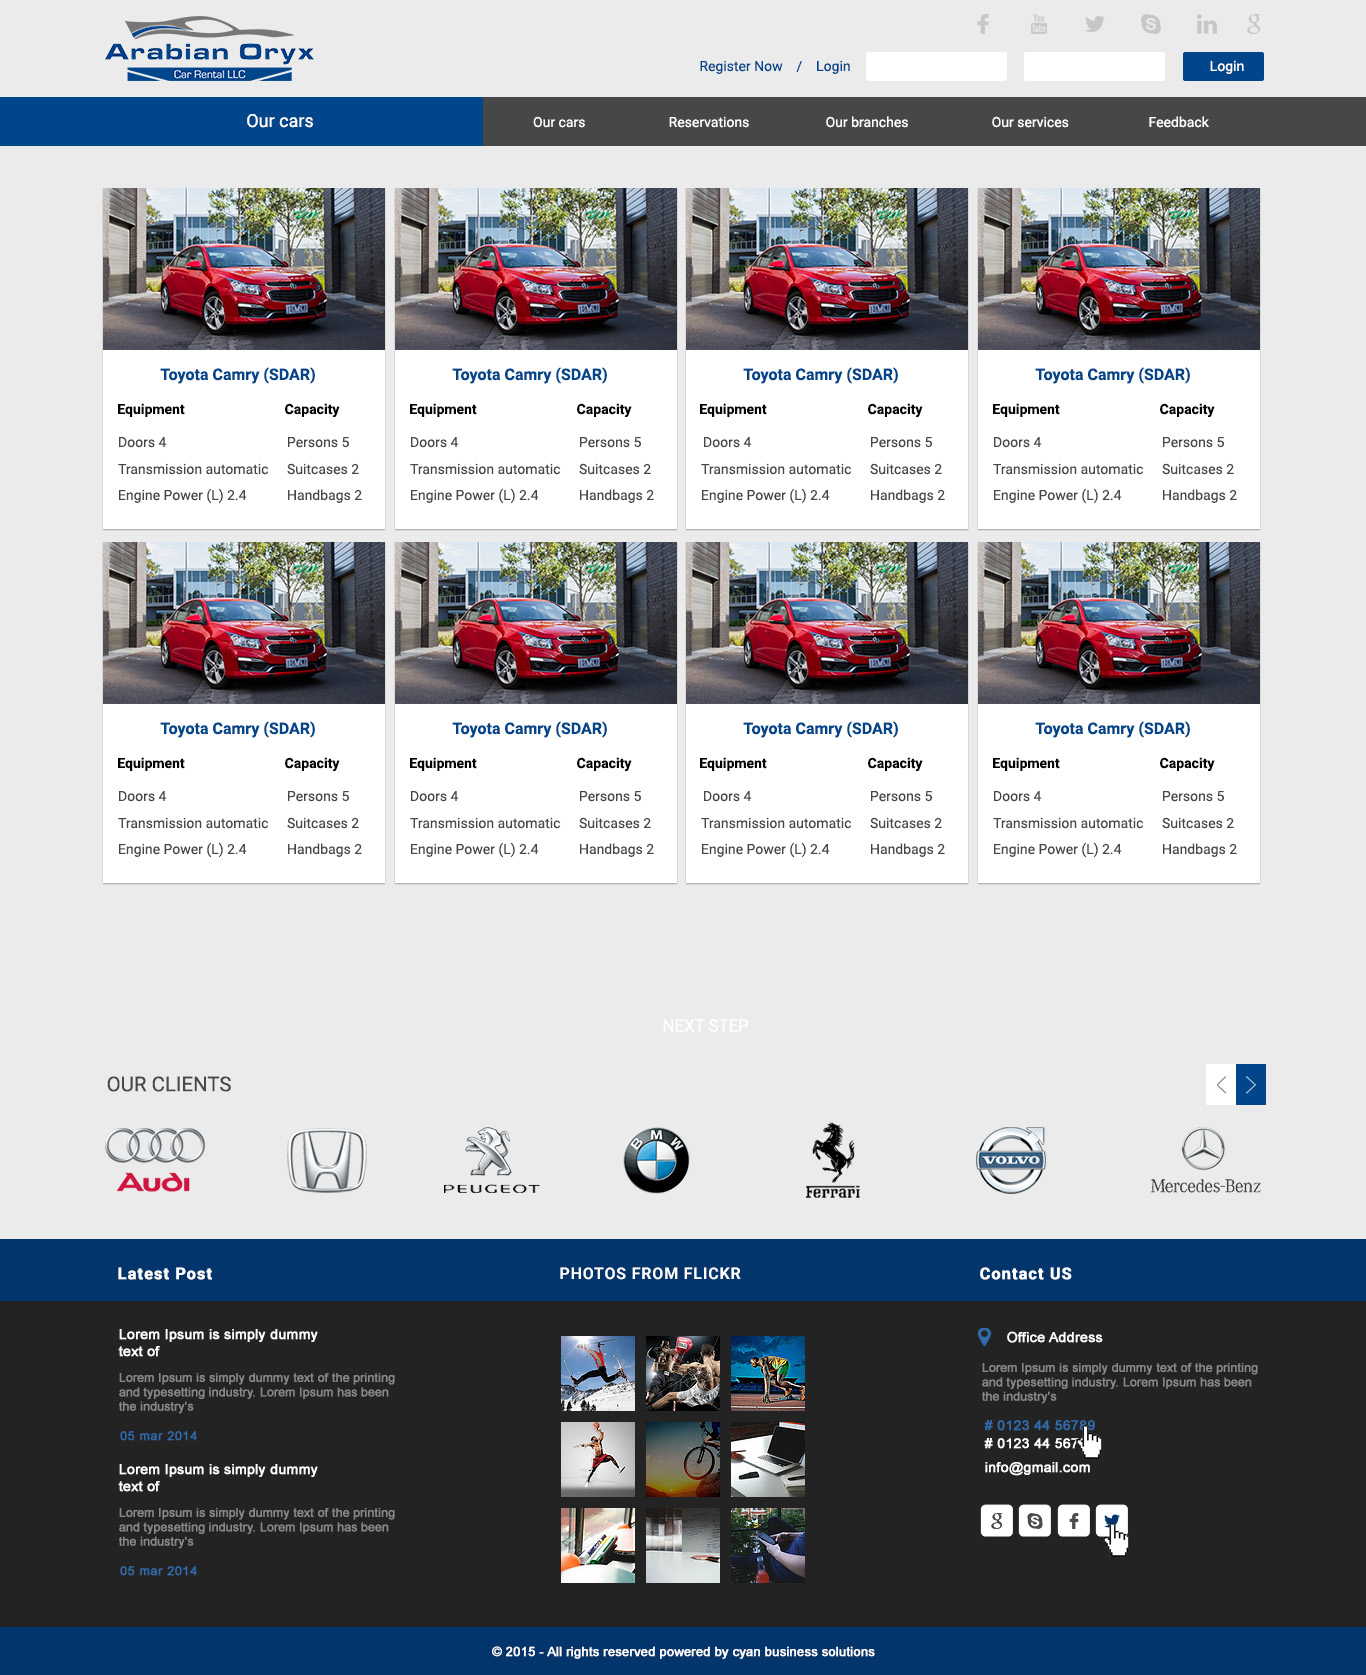 Arabian Oryx
Car Rental LLC
You
Tube
Register Now / Login
Login
Our cars
Our cars Reservations Our branches Our services Feedback
Toyota Camry (SDAR) Toyota Camry (SDAR) Toyota Camry (SDAR) Toyota Camry (SDAR)
Equipment Capacity Equipment Capacity Equipment Capacity Equipment Capacity
Doors 4 Persons 5 Doors 4 Persons 5 Doors 4 Persons 5 Doors 4 Persons 5
Transmission automatic Suitcases 2 Transmission automatic Suitcases 2 Transmission automatic Suitcases 2 Transmission automatic Suitcases 2
Engine Power (L) 2.4 Handbags 2 Engine Power (L) 2.4 Handbags 2 Engine Power (L) 2.4 Handbags 2 Engine Power (L) 2.4 Handbags 2
Toyota Camry (SDAR) Toyota Camry (SDAR) Toyota Camry (SDAR) Toyota Camry (SDAR)
Equipment Capacity Equipment Capacity Equipment Capacity Equipment Capacity
Doors 4 Persons 5 Doors 4 Persons 5 Doors 4 Persons 5 Doors 4 Persons 5
Transmission automatic Suitcases 2 Transmission automatic Suitcases 2 Transmission automatic Suitcases 2 Transmission automatic Suitcases 2
Engine Power (L) 2.4 Handbags 2 Engine Power (L) 2.4 Handbags 2 Engine Power (L) 2.4 Handbags 2 Engine Power (L) 2.4 Handbags 2
NEXT STEP
OUR CLIENTS
Audi
PEUGEOT
BMW
Ferrari
VOLVO
Mercedes-Benz
Latest Post
Lorem Ipsum is simply dummy
text of
Lorem Ipsum is simply dummy text of the printing
and typesetting industry. Lorem Ipsum has been
the industry's
05 mar 2014
Lorem Ipsum is simply dummy
text of
Lorem Ipsum is simply dummy text of the printing
and typesetting industry. Lorem Ipsum has been
the industry's
05 mar 2014
PHOTOS FROM FLICKR
Contact US
Office Address
Lorem Ipsum is simply dummy text of the printing
and typesetting industry. Lorem Ipsum has been
the industry's
# 0123 44 56789
# 0123 44 567
info@gmail.com
© 2015 - All rights reserved powered by cyan business solutions